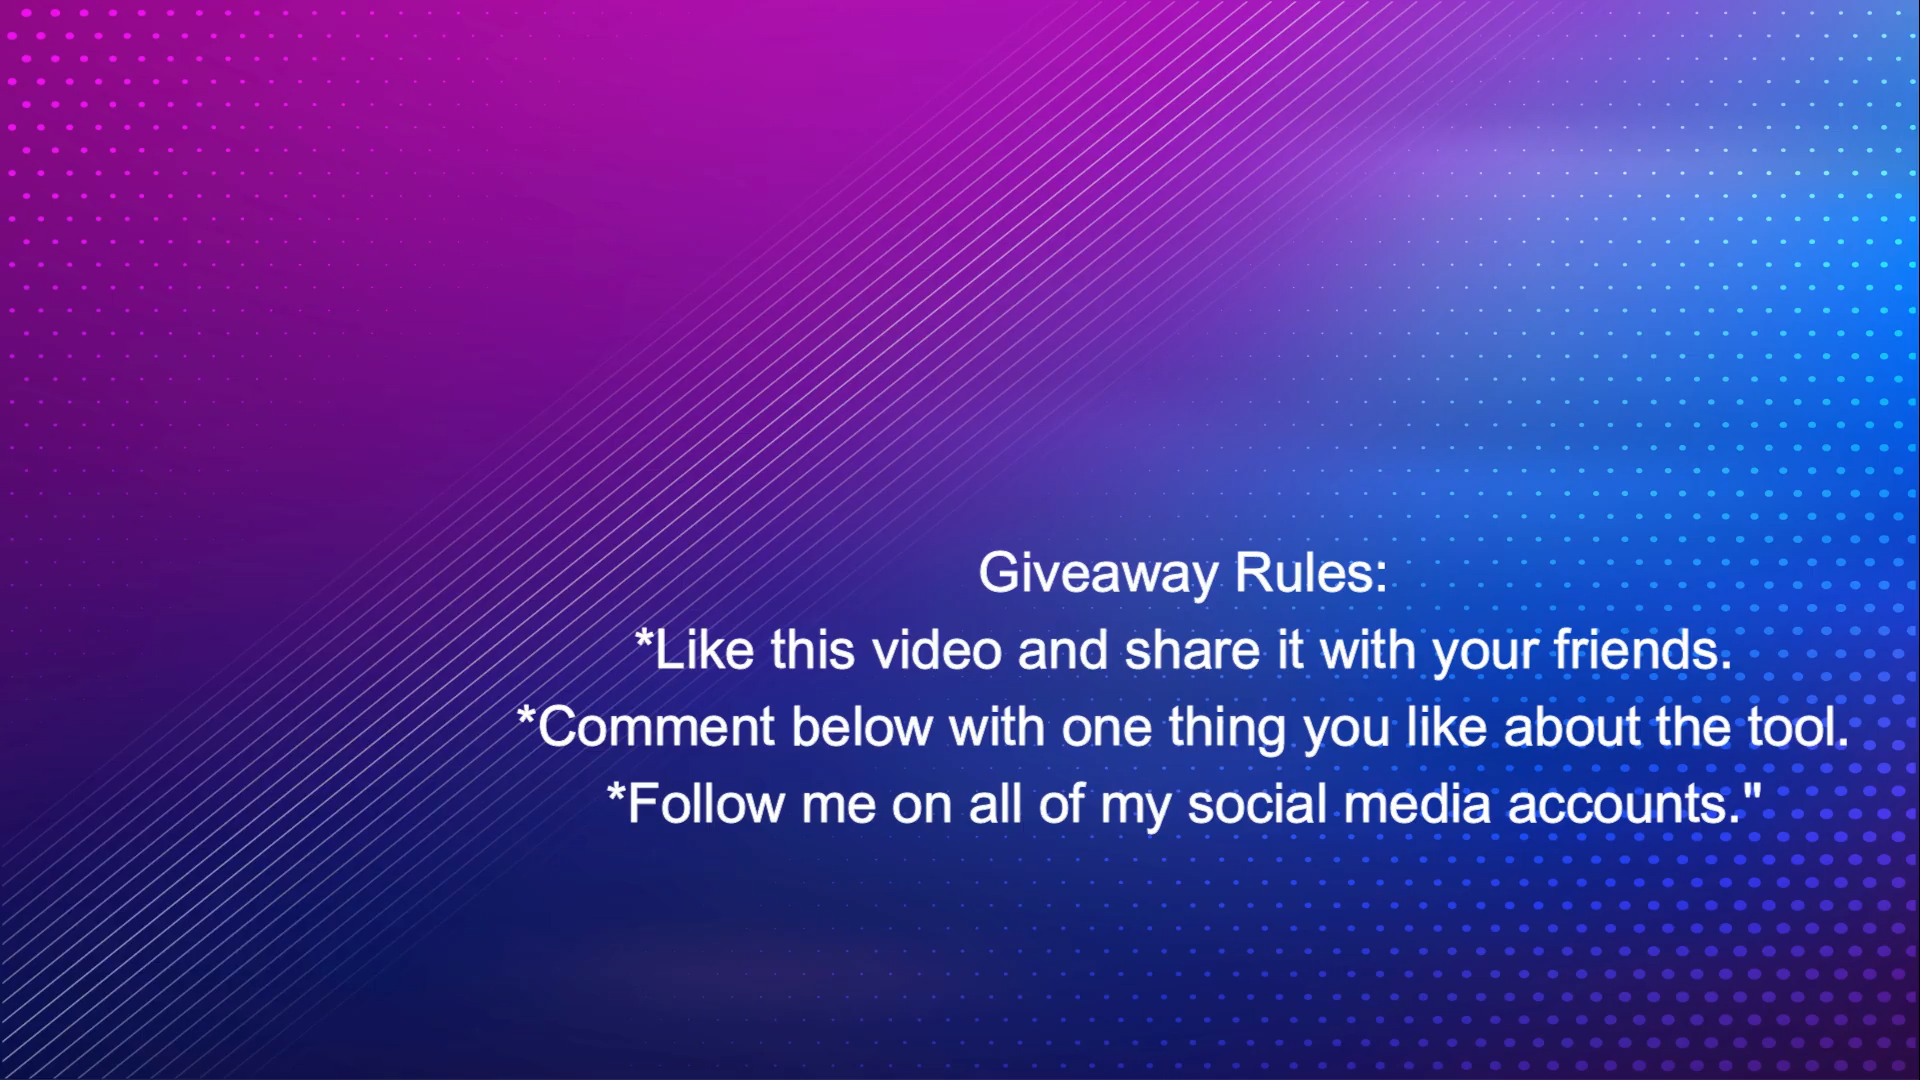 Giveaway Rules:
*Like this video and share it with your friends.
*Comment below with one thing you like about the tool.
*Follow me on all of my social media accounts."